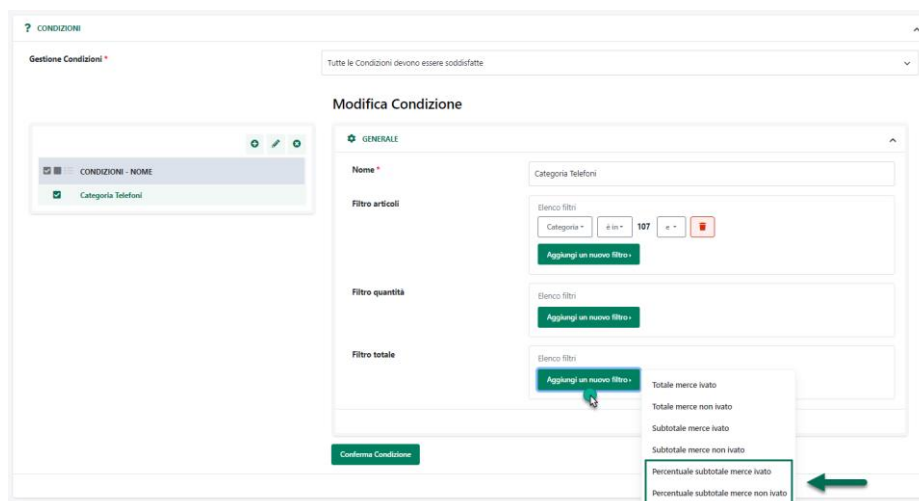 ? CONDIZIONI
Gestione Condizioni *
Tutte le Condizioni devono essere soddisfatte
Modifica Condizione
GENERALE
CONDIZIONI - NOME
Categoria Telefoni
Nome *
Categoria Telefoni
Filtro articoli
Elenco filtri
Categoria
è in
107
e
Aggiungi un nuovo filtro ›
Filtro quantità
Elenco filtri
Aggiungi un nuovo filtro ›
Filtro totale
Elenco filtri
Aggiungi un nuovo filtro ›
Totale merce ivato
Totale merce non ivato
Subtotale merce ivato
Subtotale merce non ivato
Percentuale subtotale merce ivato
Percentuale subtotale merce non ivato
Conferma Condizione